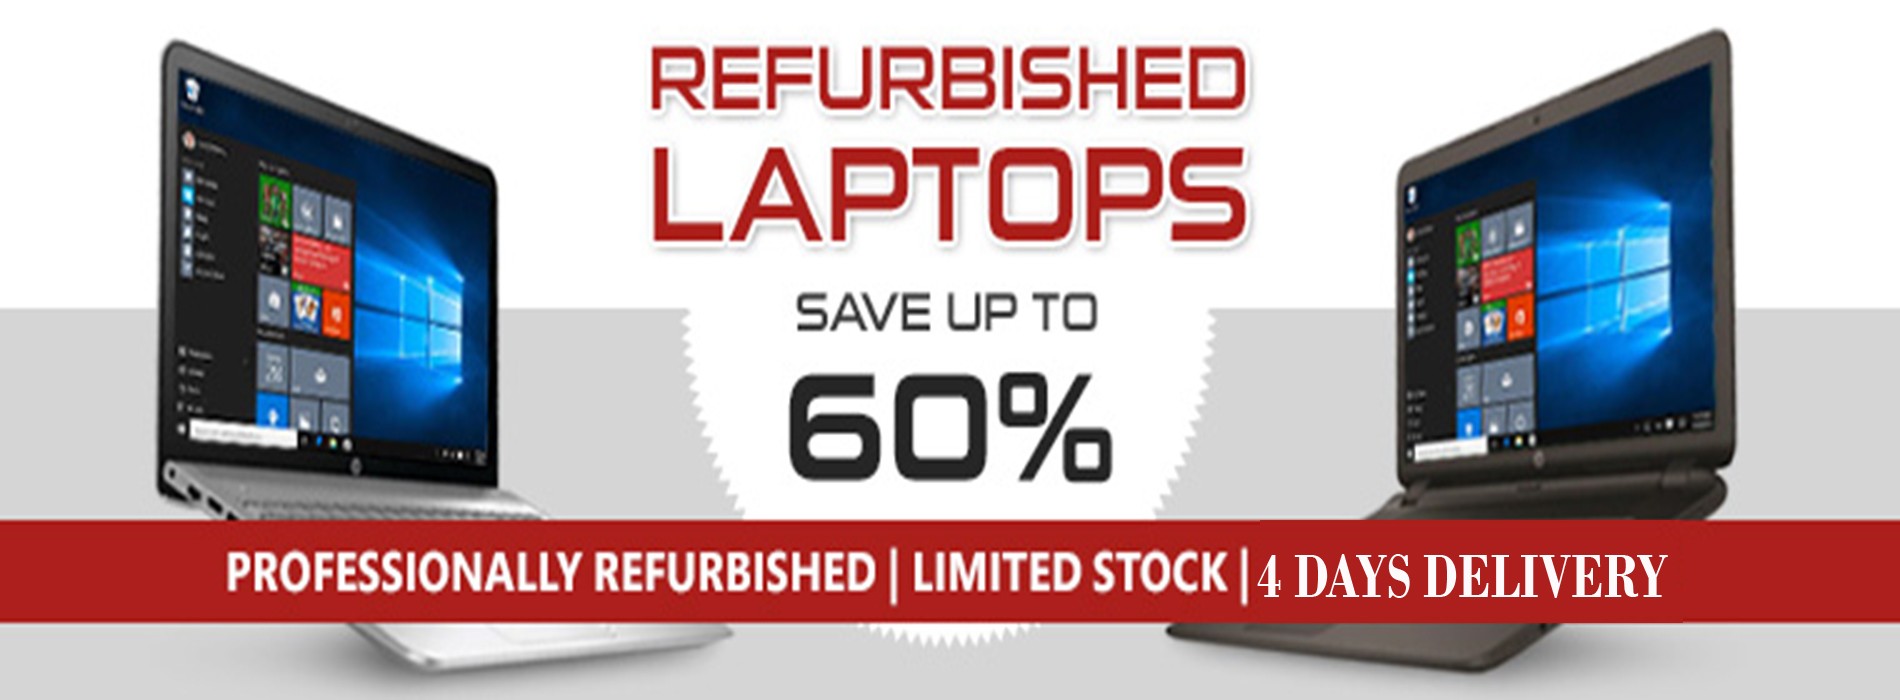 REFURBISHED
LAPTOPS
SAVE UP TO
60%
PROFESSIONALLY REFURBISHED | LIMITED STOCK | 4 DAYS DELIVERY